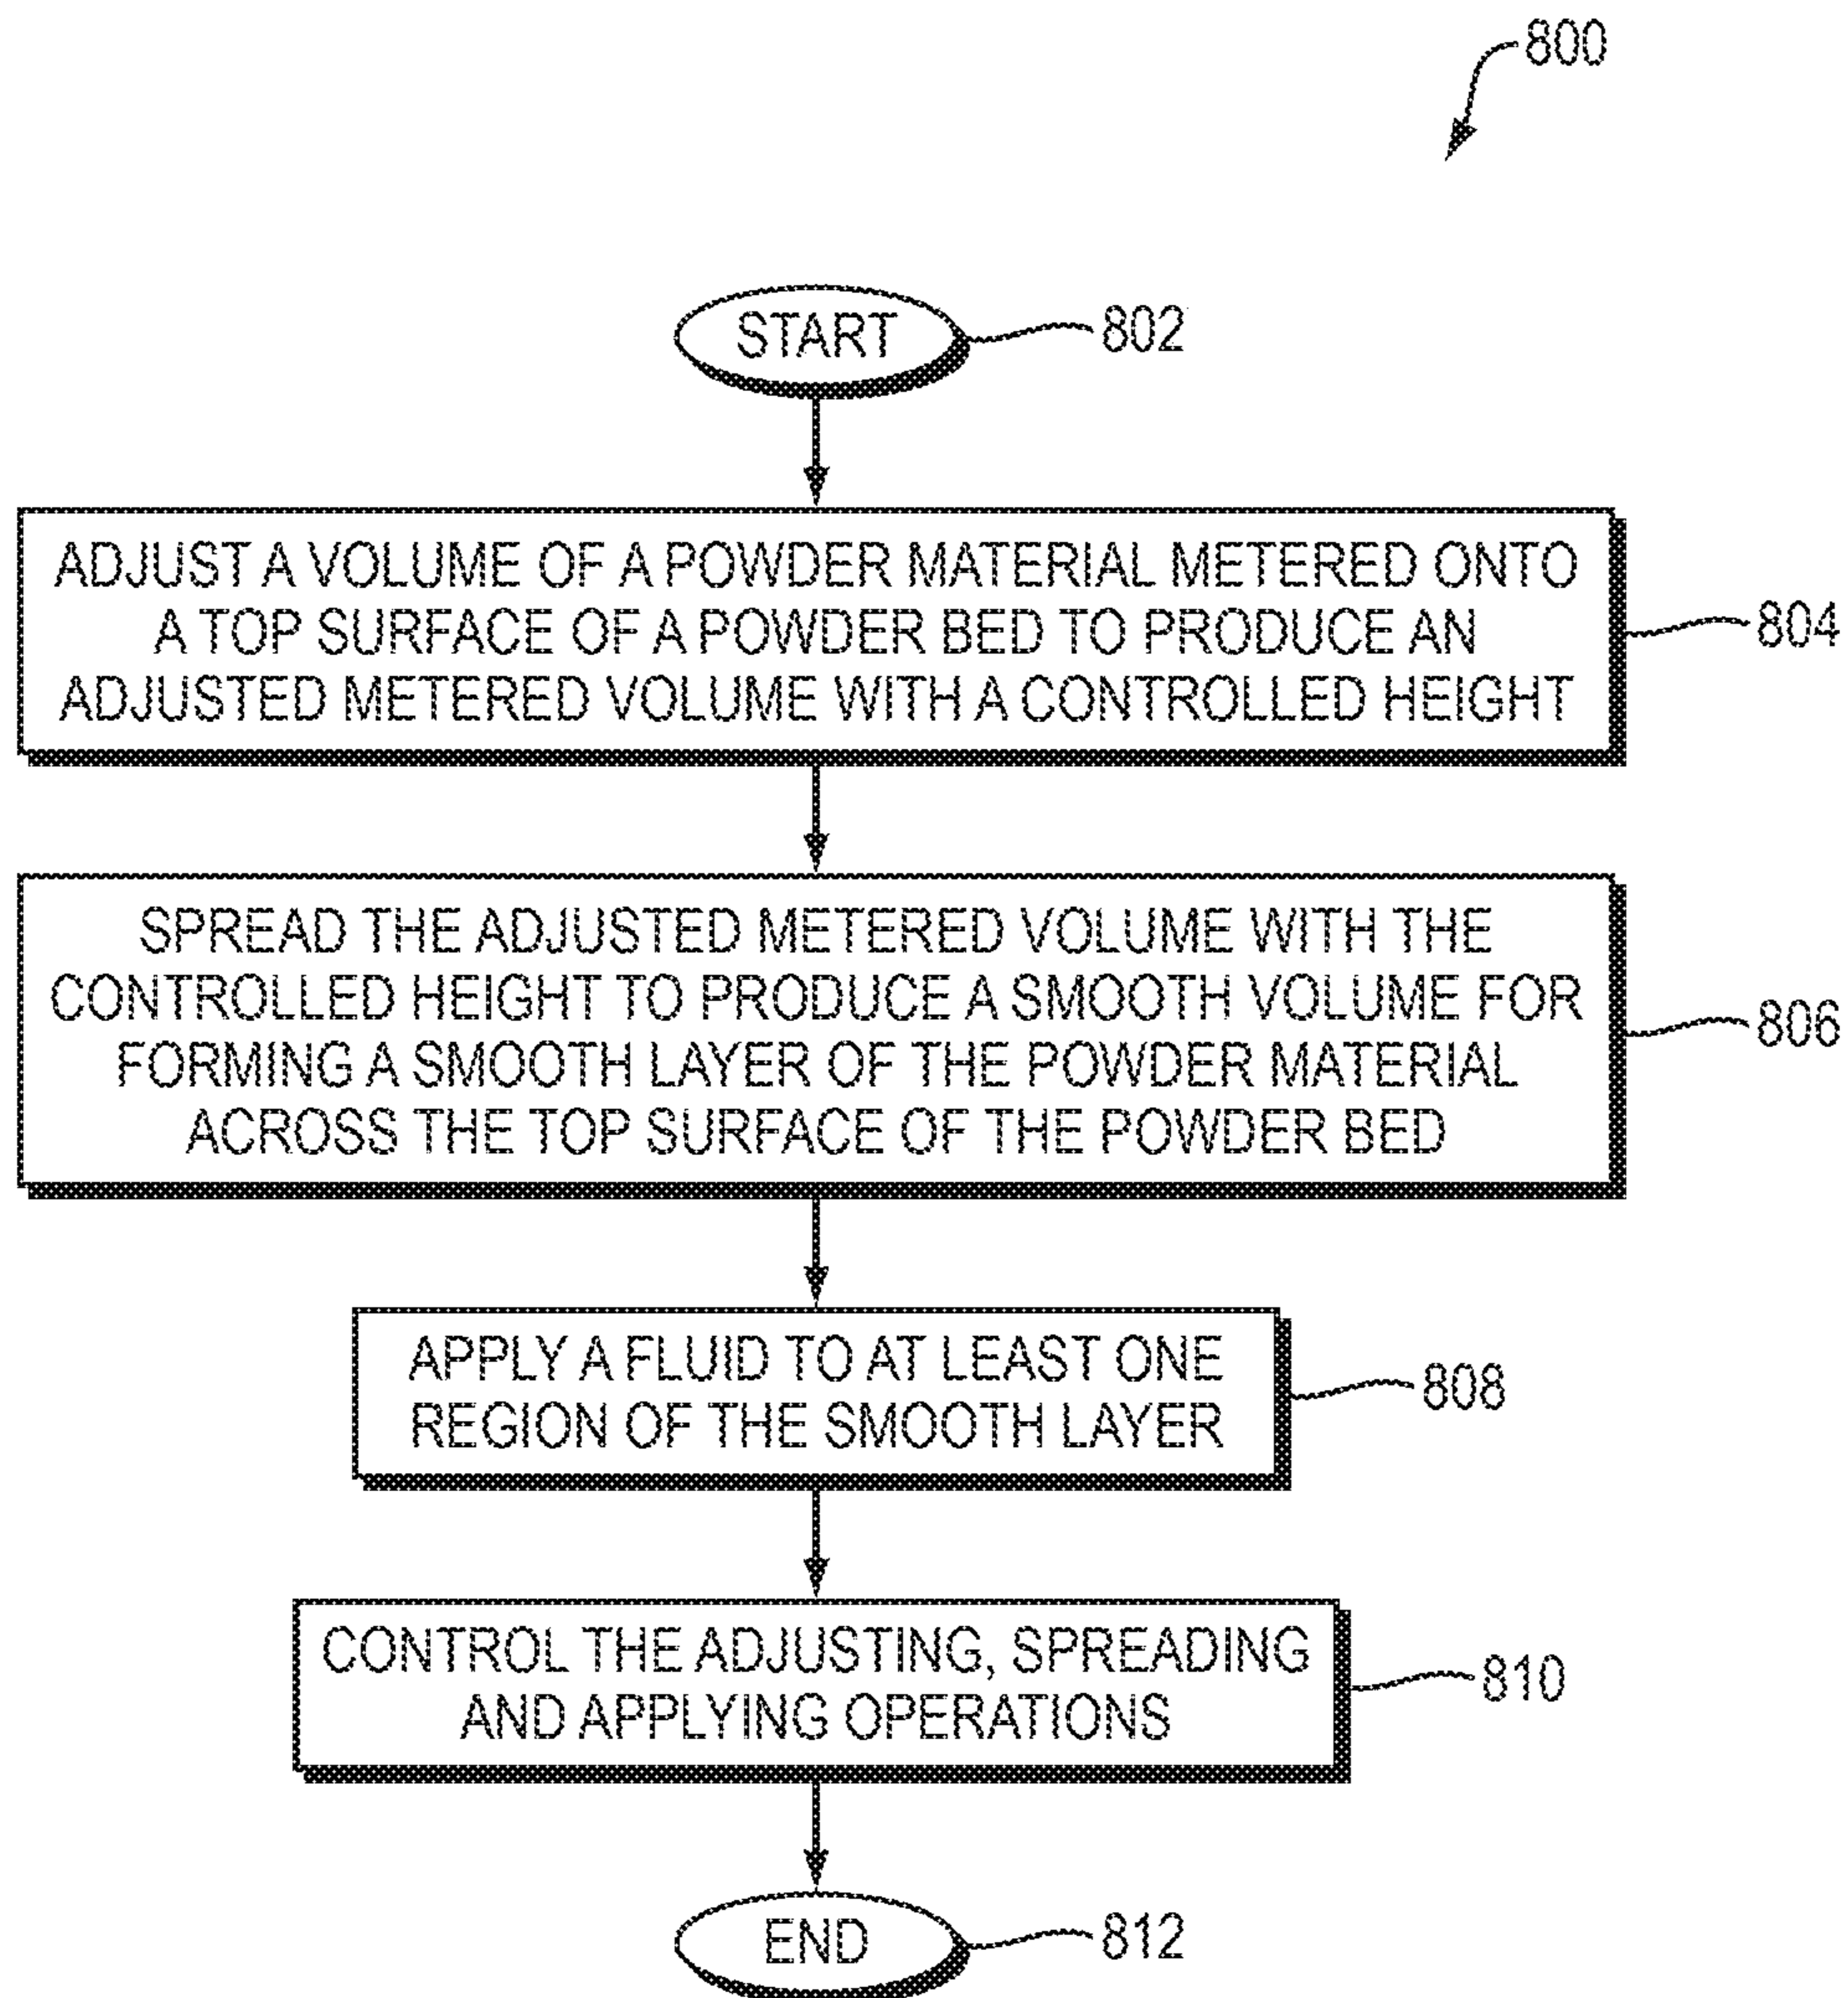 800
START
802
ADJUST A VOLUME OF A POWDER MATERIAL METERED ONTO
A TOP SURFACE OF A POWDER BED TO PRODUCE AN
ADJUSTED METERED VOLUME WITH A CONTROLLED HEIGHT
804
SPREAD THE ADJUSTED METERED VOLUME WITH THE
CONTROLLED HEIGHT TO PRODUCE A SMOOTH VOLUME FOR
FORMING A SMOOTH LAYER OF THE POWDER MATERIAL
ACROSS THE TOP SURFACE OF THE POWDER BED
806
APPLY A FLUID TO AT LEAST ONE
REGION OF THE SMOOTH LAYER
808
CONTROL THE ADJUSTING, SPREADING
AND APPLYING OPERATIONS
810
END
812